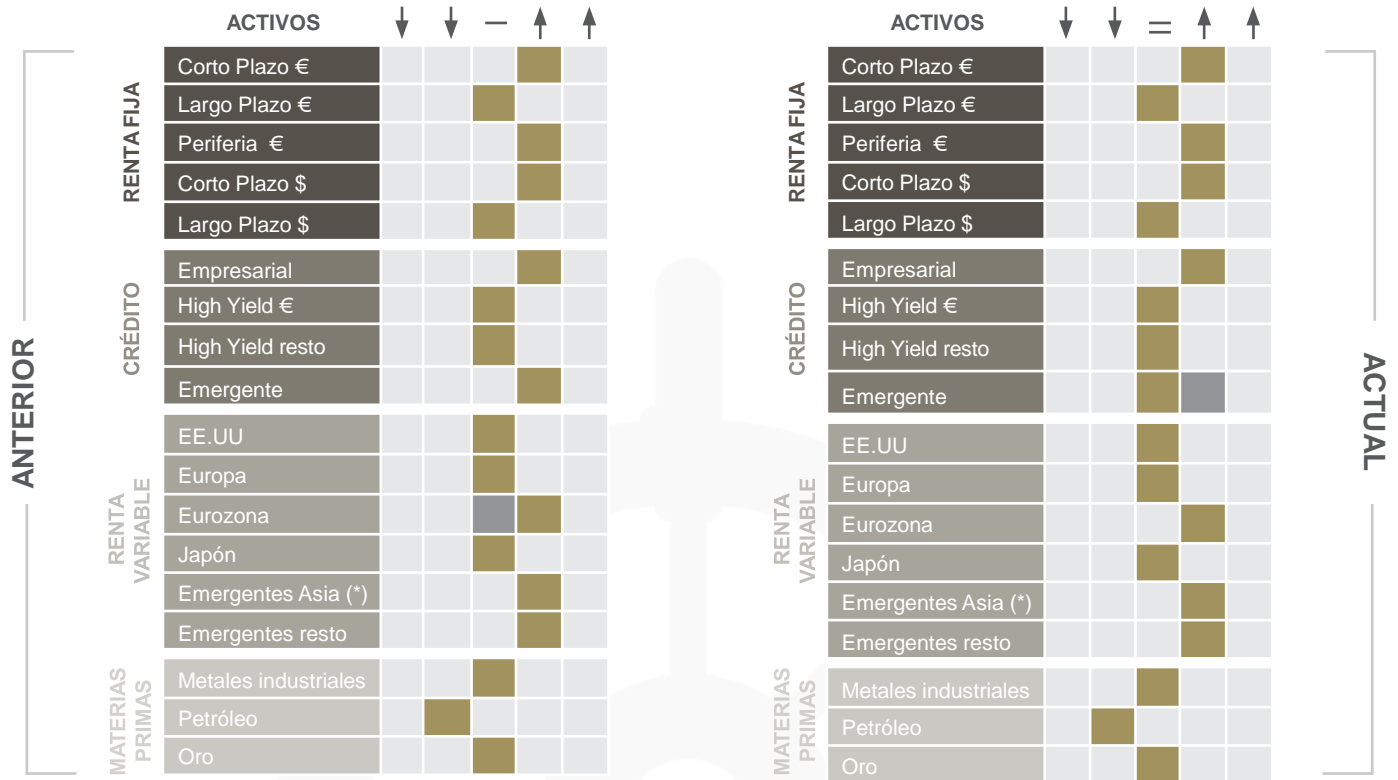 ANTERIOR
ACTIVOS
RENTA FIJA
Corto Plazo €
Largo Plazo €
Periferia €
Corto Plazo $
Largo Plazo $
CRÉDITO
Empresarial
High Yield €
High Yield resto
Emergente
RENTA
VARIABLE
EE.UU
Europa
Eurozona
Japón
Emergentes Asia (*)
Emergentes resto
MATERIAS
PRIMAS
Metales industriales
Petróleo
Oro
ACTIVOS
RENTA FIJA
Corto Plazo €
Largo Plazo €
Periferia €
Corto Plazo $
Largo Plazo $
CRÉDITO
Empresarial
High Yield €
High Yield resto
Emergente
RENTA
VARIABLE
EE.UU
Europa
Eurozona
Japón
Emergentes Asia (*)
Emergentes resto
MATERIAS
PRIMAS
Metales industriales
Petróleo
Oro
ACTUAL